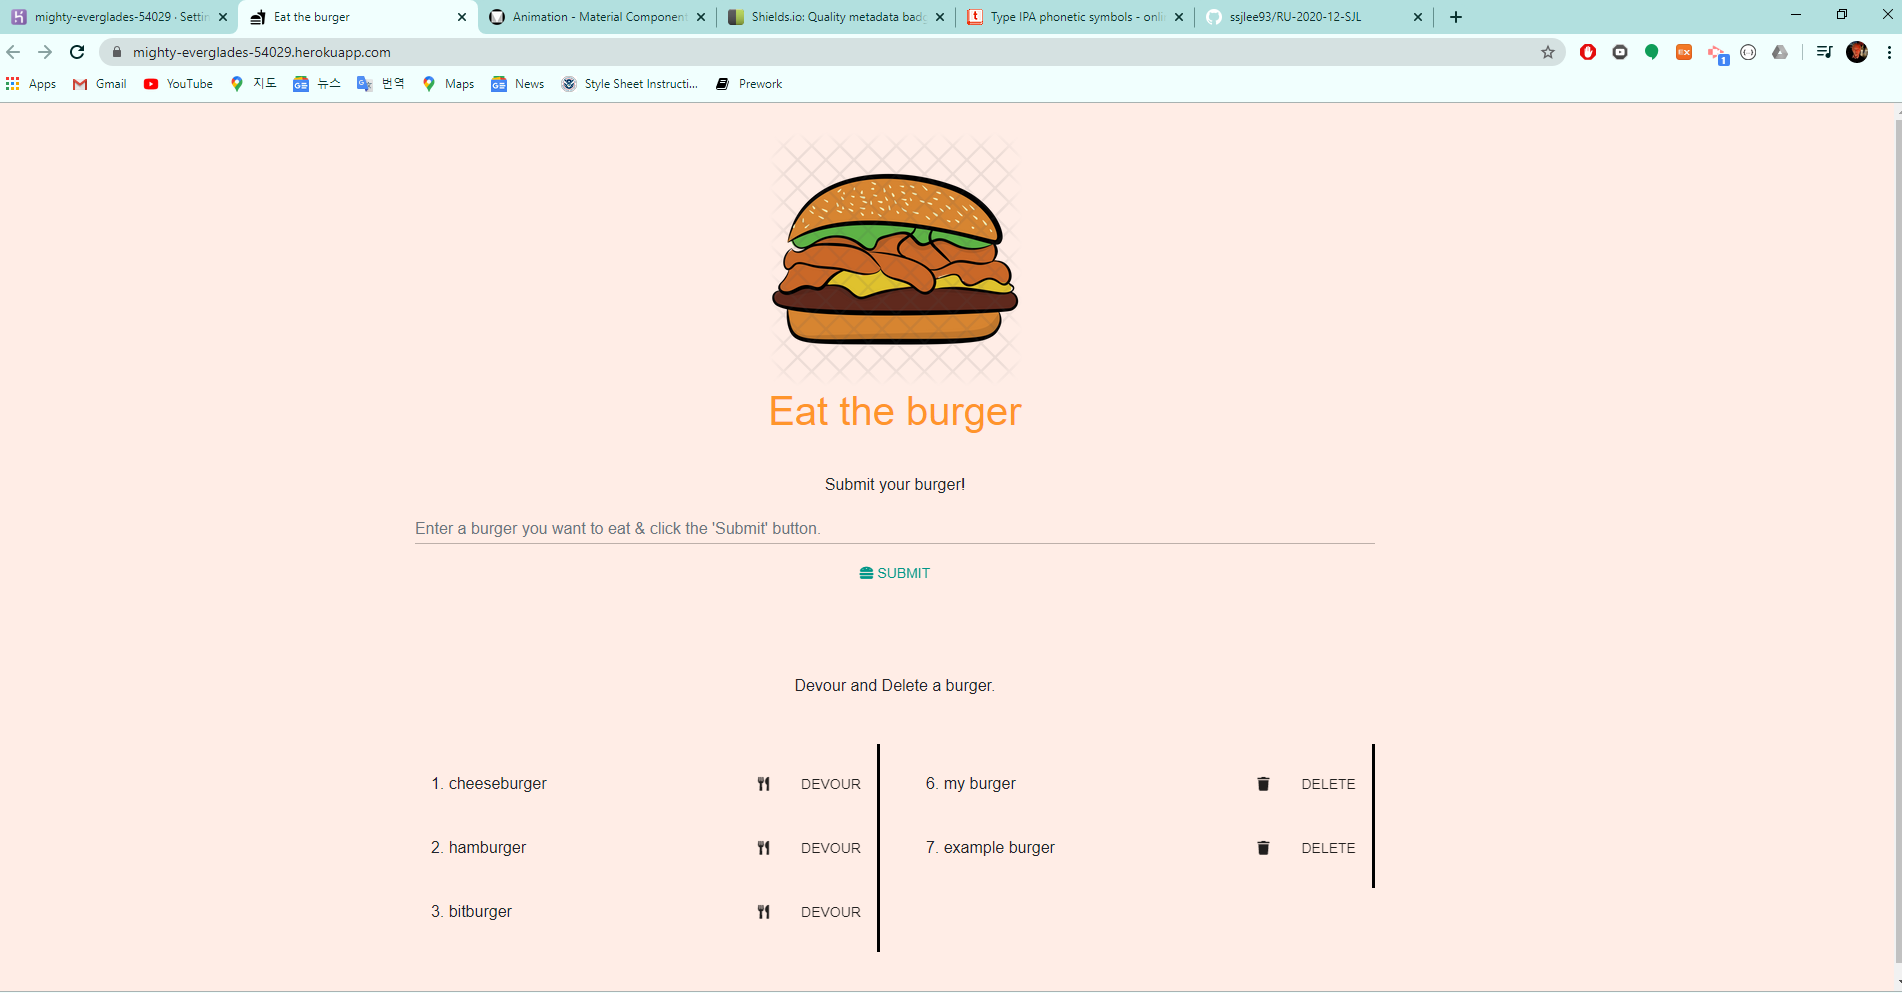 mighty-everglades-54029 · Settin
Eat the burger
Animation - Material Component
Shields.io: Quality metadata badg
Type IPA phonetic symbols - onli
ssjlee93/RU-2020-12-SJL
mighty-everglades-54029.herokuapp.com
1
Apps
Gmail
YouTube
지도
뉴스
번역
Maps
News
Style Sheet Instructi...
Prework
Eat the burger
Submit your burger!
Enter a burger you want to eat & click the 'Submit' button.
SUBMIT
Devour and Delete a burger.
1. cheeseburger DEVOUR
2. hamburger DEVOUR
3. bitburger DEVOUR
6. my burger DELETE
7. example burger DELETE